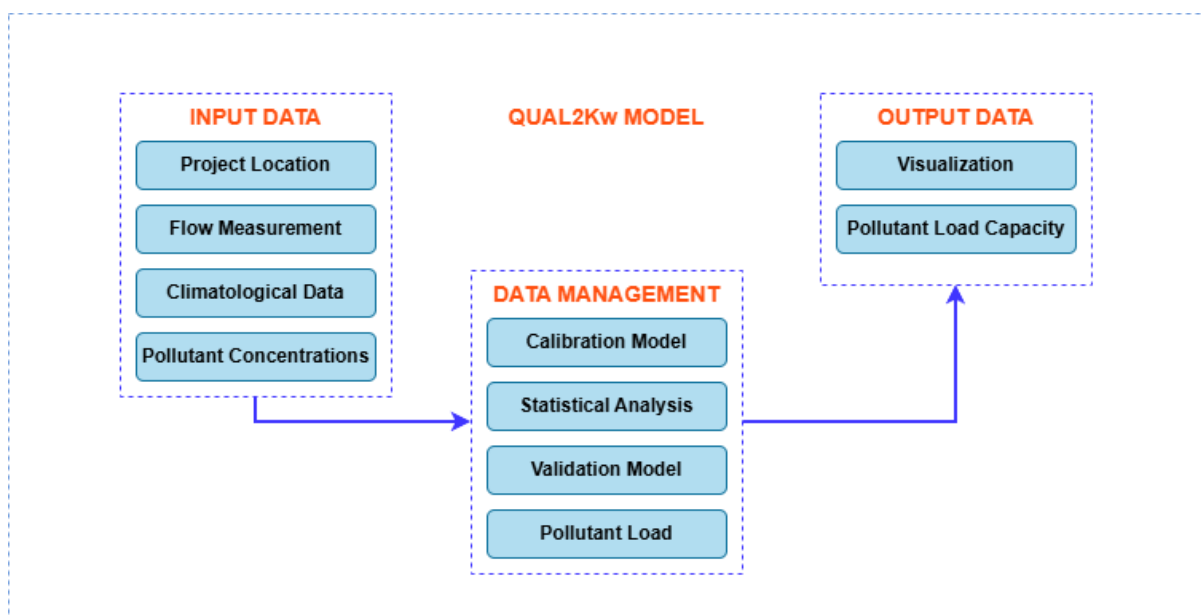 QUAL2Kw MODEL
INPUT DATA
Project Location
Flow Measurement
Climatological Data
Pollutant Concentrations
DATA MANAGEMENT
Calibration Model
Statistical Analysis
Validation Model
Pollutant Load
OUTPUT DATA
Visualization
Pollutant Load Capacity